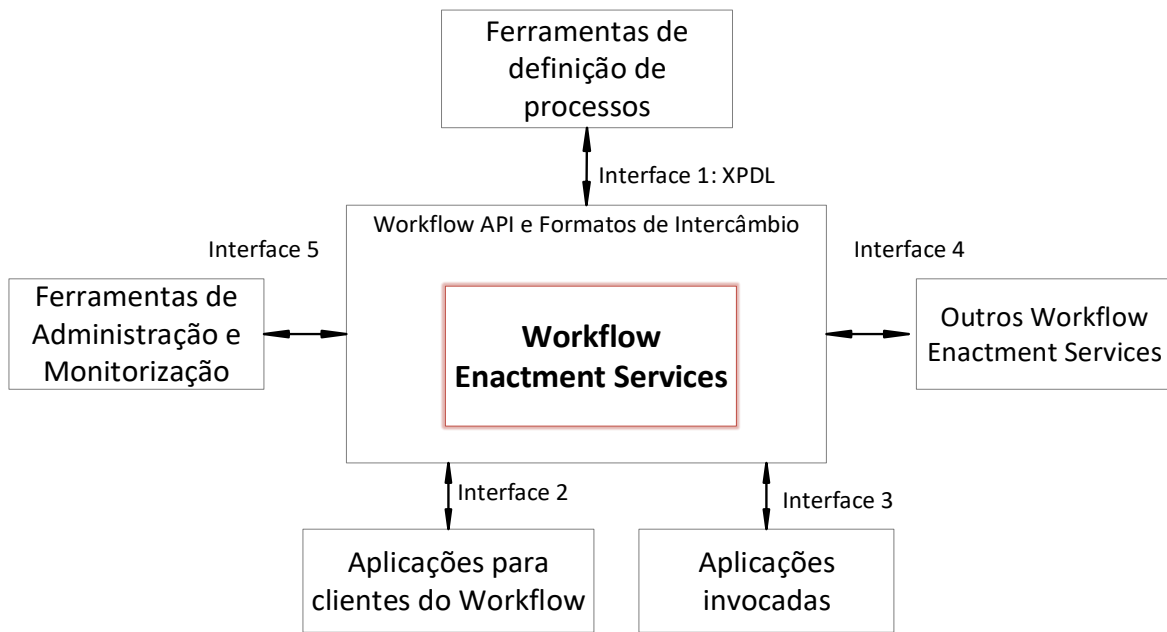 Ferramentas de
definição de
processos
Interface 1: XPDL
Workflow API e Formatos de Intercâmbio
Interface 5
Interface 4
Ferramentas de
Administração e
Monitorização
Workflow
Enactment Services
Outros Workflow
Enactment Services
Interface 2
Interface 3
Aplicações para
clientes do Workflow
Aplicações
invocadas